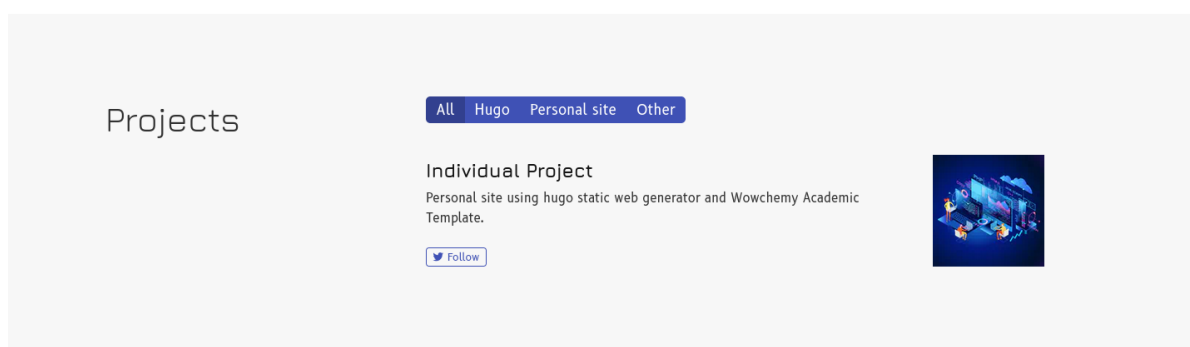 Projects
All Hugo Personal site Other
Individual Project
Personal site using hugo static web generator and Wowchemy Academic
Template.
Follow